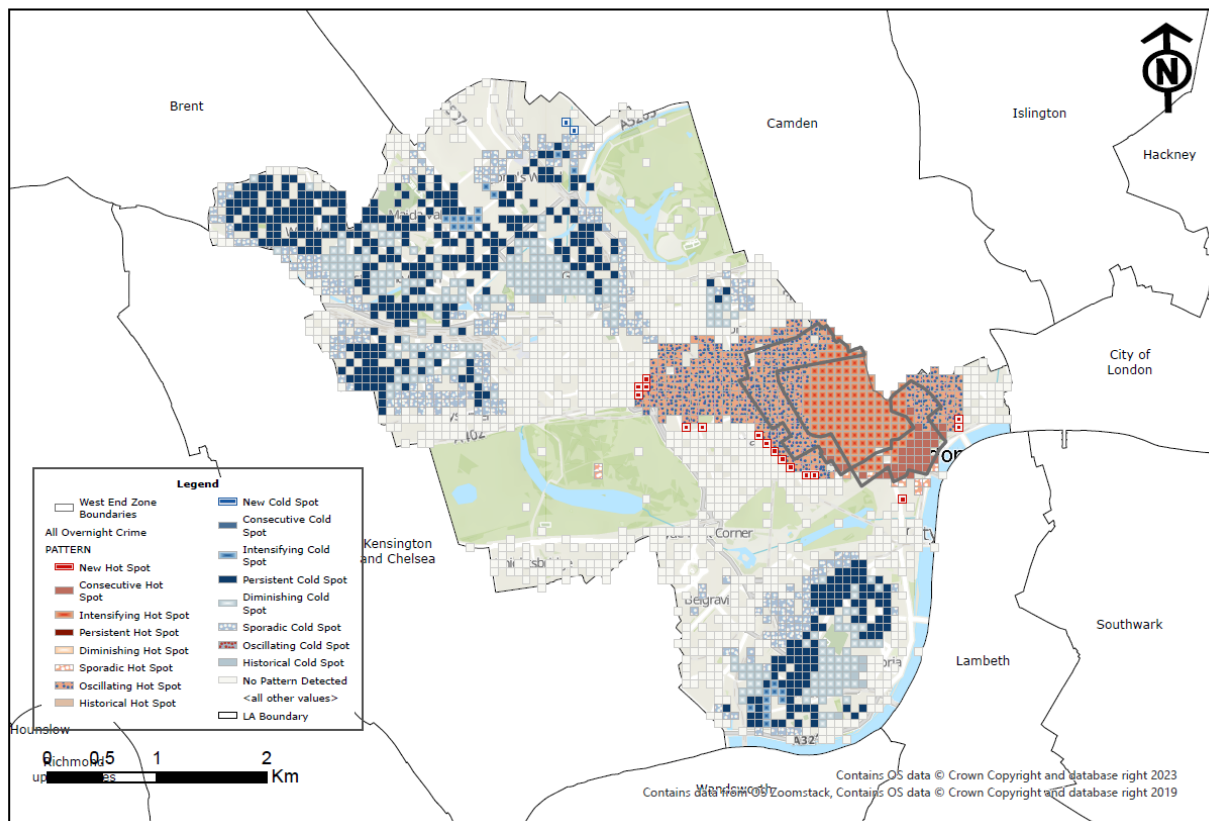 N
Brent
Camden
Islington
Hackney
City of
London
Corner
Belgravi
Kensington
and Chelsea
Southwark
Lambeth
Legend
West End Zone
Boundaries
All Overnight Crime
PATTERN
New Hot Spot
Consecutive Hot
Spot
Intensifying Hot Spot
Persistent Hot Spot
Diminishing Hot Spot
Sporadic Hot Spot
Oscillating Hot Spot
Historical Hot Spot
New Cold Spot
Consecutive Cold
Spot
Intensifying Cold
Spot
Persistent Cold Spot
Diminishing Cold
Spot
Sporadic Cold Spot
Oscillating Cold Spot
Historical Cold Spot
No Pattern Detected
<all other values>
LA Boundary
Hounslow
Richmond
0 0.5 1 2
Km
A32
Wandsworth
Contains OS data © Crown Copyright and database right 2023
Contains data from OS Zoomstack, Contains OS data © Crown Copyright and database right 2019